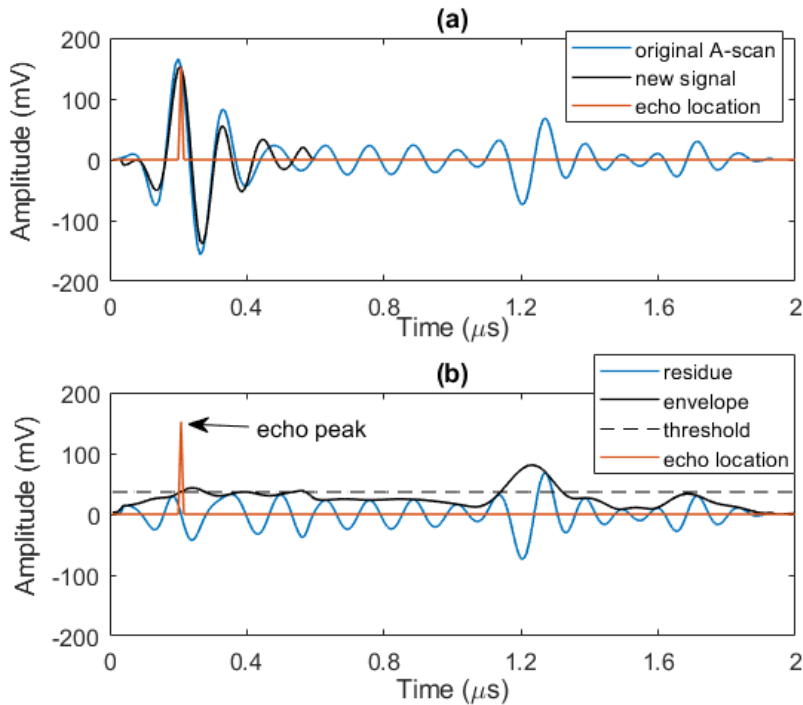 (a)
200
100
0
-100
-200
Amplitude (mV)
original A-scan
new signal
echo location
0
0.4
0.8
1.2
1.6
2
Time (μs)
(b)
200
100
0
-100
-200
Amplitude (mV)
echo peak
residue
envelope
threshold
echo location
0
0.4
0.8
1.2
1.6
2
Time (μs)